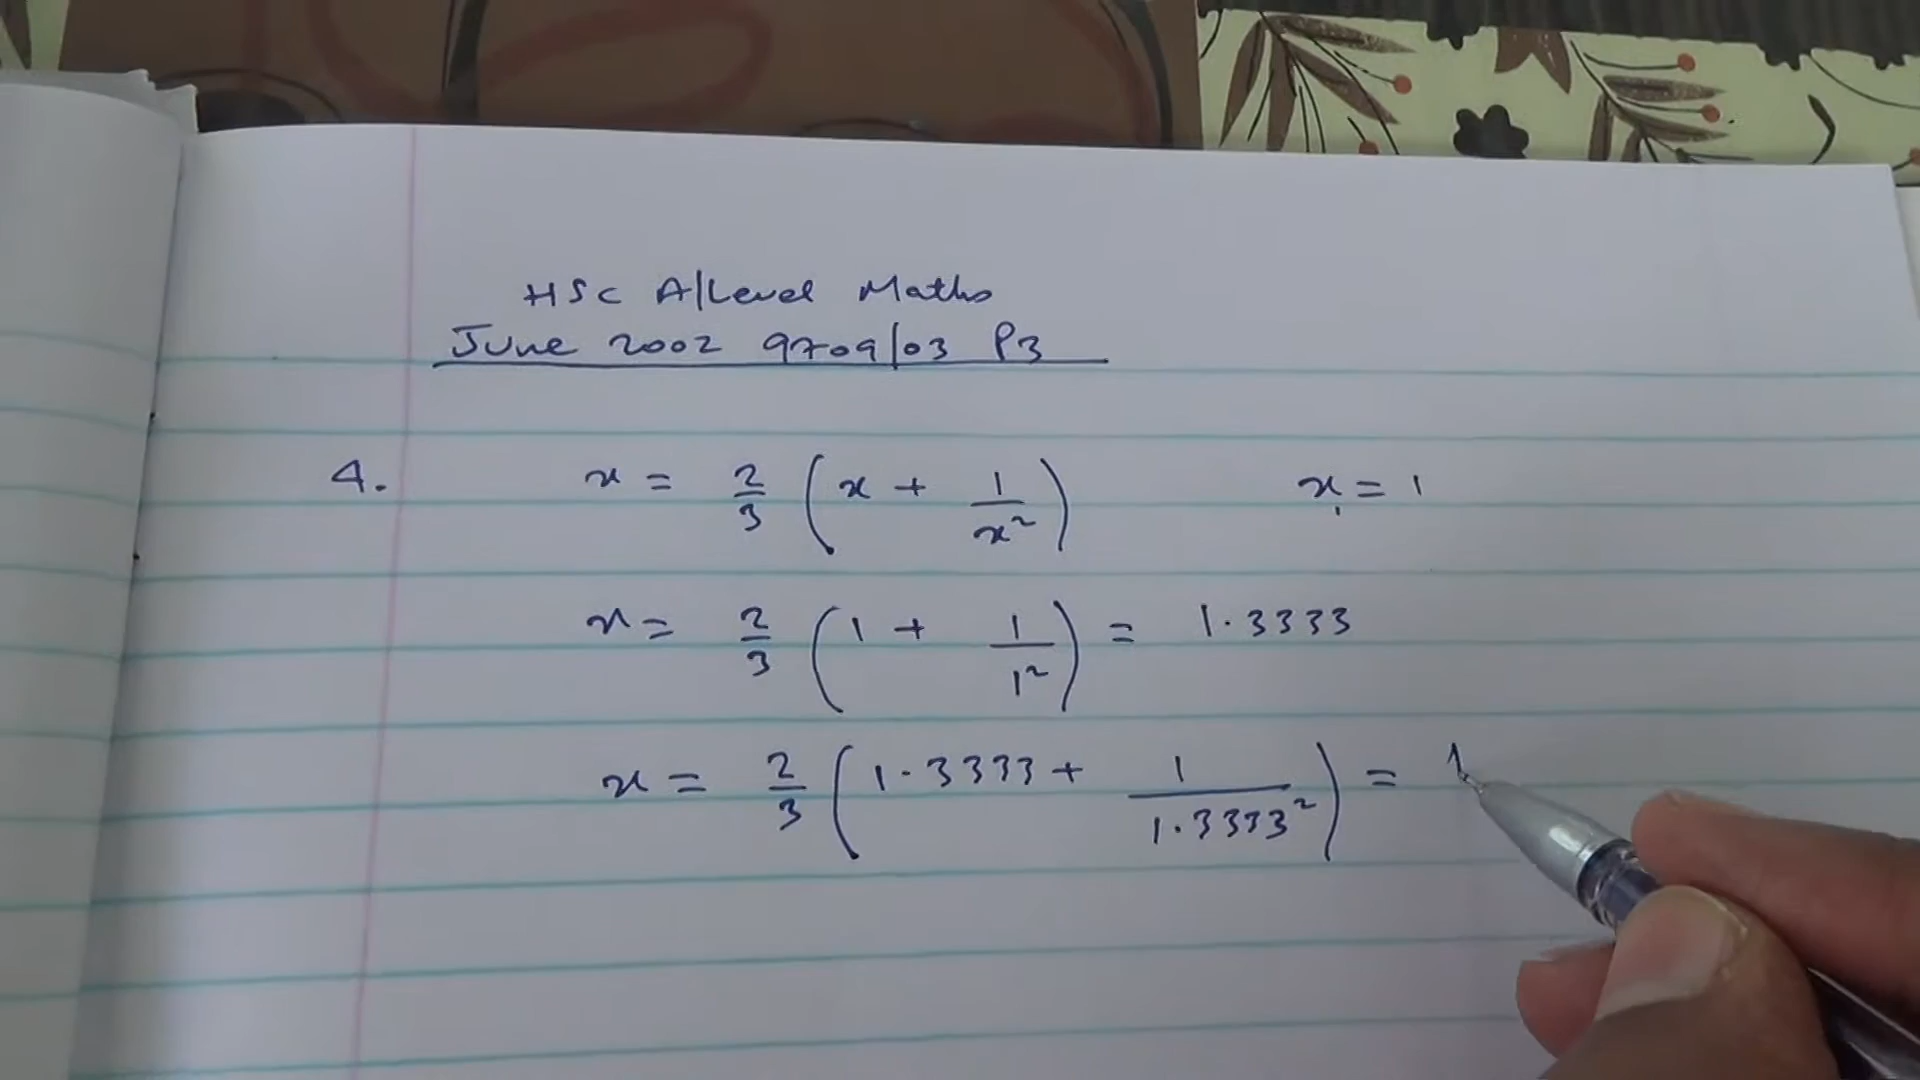 HSC A/Level Maths
June 2002 9709/03 P3
4. x = 2/3 (x + 1/x²) x₁ = 1
x = 2/3 (1 + 1/1²) = 1.3333
x = 2/3 (1.3333 + 1/1.3333²) = 1